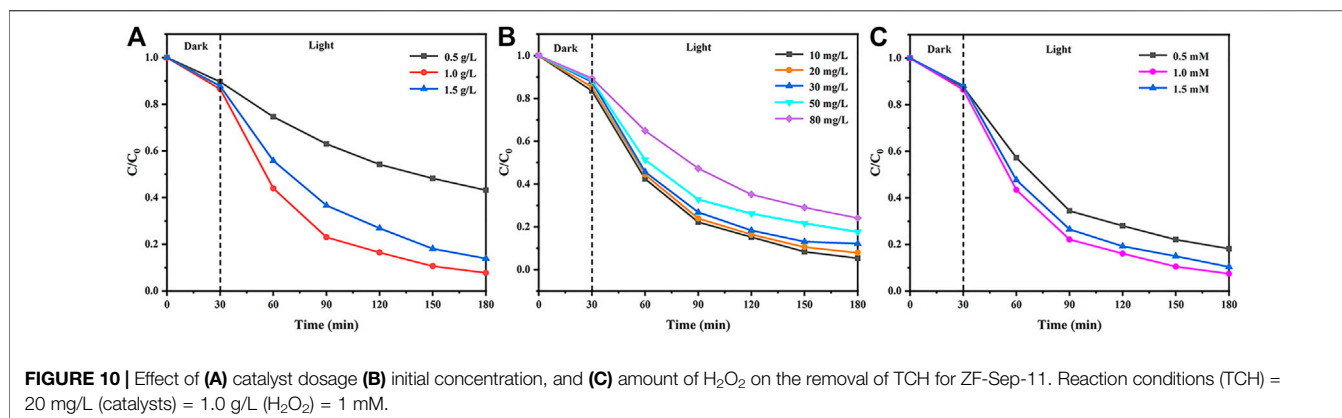 A
Dark
Light
0.5 g/L
1.0 g/L
1.5 g/L
C/C0
1.0
0.8
0.6
0.4
0.2
0.0
0 30 60 90 120 150 180
Time (min)
B
Dark
Light
10 mg/L
20 mg/L
30 mg/L
50 mg/L
80 mg/L
C/C0
1.0
0.8
0.6
0.4
0.2
0.0
0 30 60 90 120 150 180
Time (min)
C
Dark
Light
0.5 mM
1.0 mM
1.5 mM
C/C0
1.0
0.8
0.6
0.4
0.2
0.0
0 30 60 90 120 150 180
Time (min)
FIGURE 10 | Effect of (A) catalyst dosage (B) initial concentration, and (C) amount of H2O2 on the removal of TCH for ZF-Sep-11. Reaction conditions (TCH) =
20 mg/L (catalysts) = 1.0 g/L (H2O2) = 1 mM.